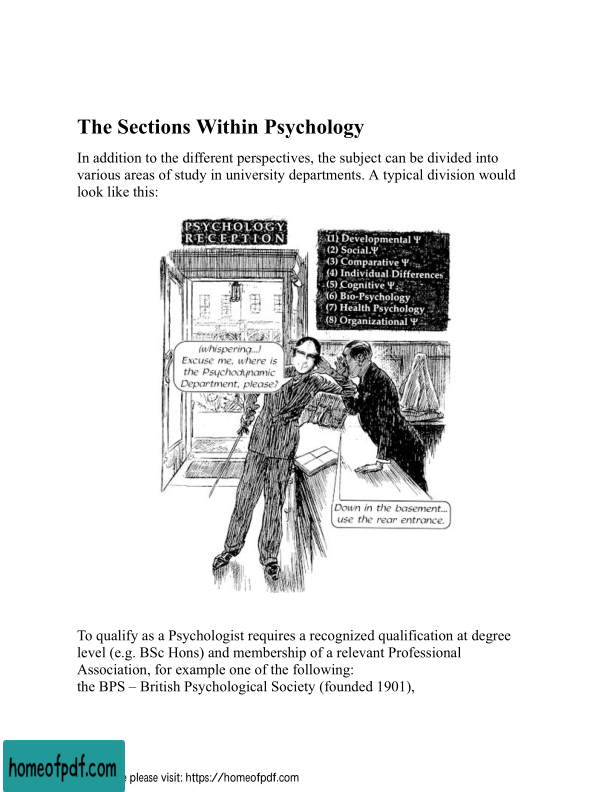 The Sections Within Psychology
In addition to the different perspectives, the subject can be divided into
various areas of study in university departments. A typical division would
look like this:
PSYCHOLOGY
RECEPTION
(1) Developmental Ψ
(2) Social Ψ
(3) Comparative Ψ
(4) Individual Differences
(5) Cognitive Ψ
(6) Bio-Psychology
(7) Health Psychology
(8) Organizational Ψ
(whispering...)
Excuse me, where is
the Psychodynamic
Department, please?
Down in the basement...
use the rear entrance.
To qualify as a Psychologist requires a recognized qualification at degree
level (e.g. BSc Hons) and membership of a relevant Professional
Association, for example one of the following:
the BPS – British Psychological Society (founded 1901),
homeofpdf.com
e please visit: https://homeofpdf.com